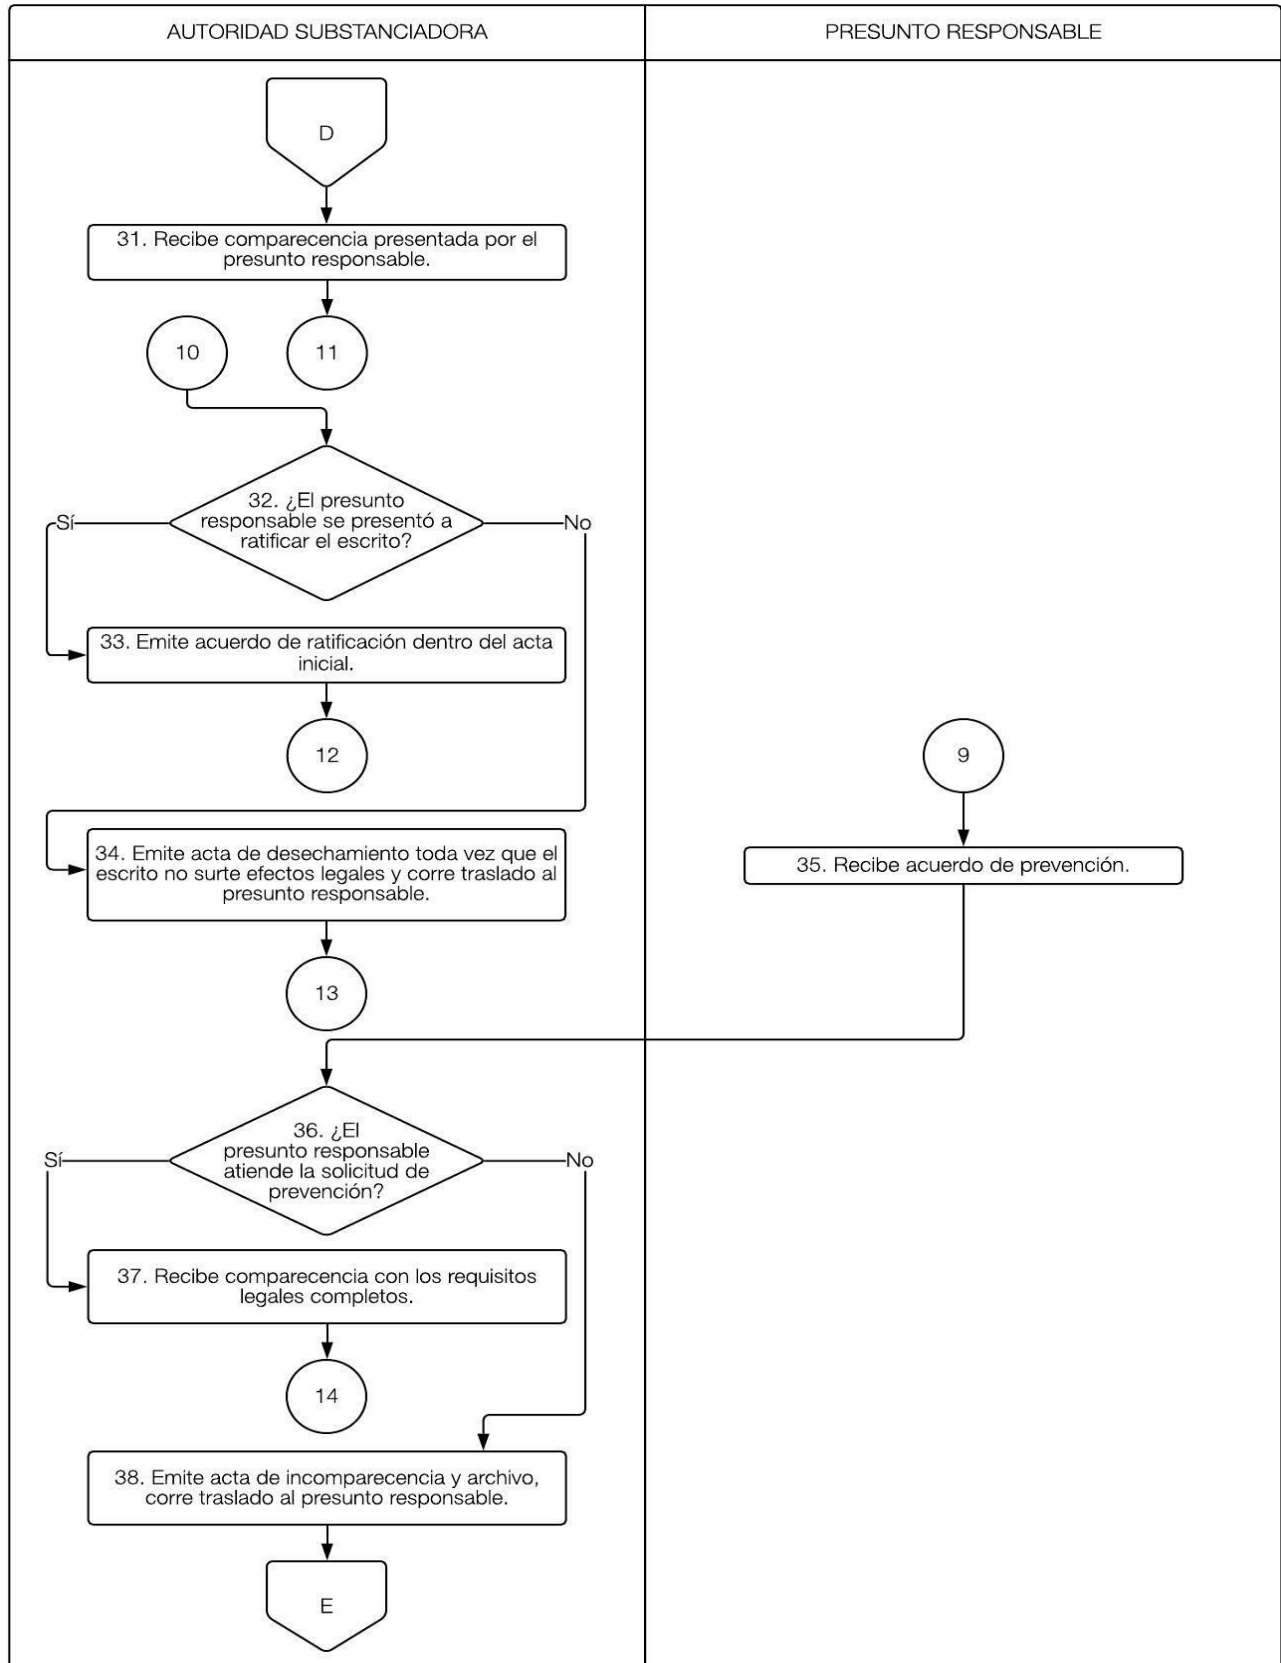 AUTORIDAD SUBSTANCIADORA
PRESUNTO RESPONSABLE
D
31. Recibe comparecencia presentada por el
presunto responsable.
10
11
32. ¿El presunto
responsable se presentó a
ratificar el escrito?
Sí
No
33. Emite acuerdo de ratificación dentro del acta
inicial.
12
9
34. Emite acta de desechamiento toda vez que el
escrito no surte efectos legales y corre traslado al
presunto responsable.
35. Recibe acuerdo de prevención.
13
36. ¿El
presunto responsable
atiende la solicitud de
prevención?
Sí
No
37. Recibe comparecencia con los requisitos
legales completos.
14
38. Emite acta de incomparecencia y archivo,
corre traslado al presunto responsable.
E